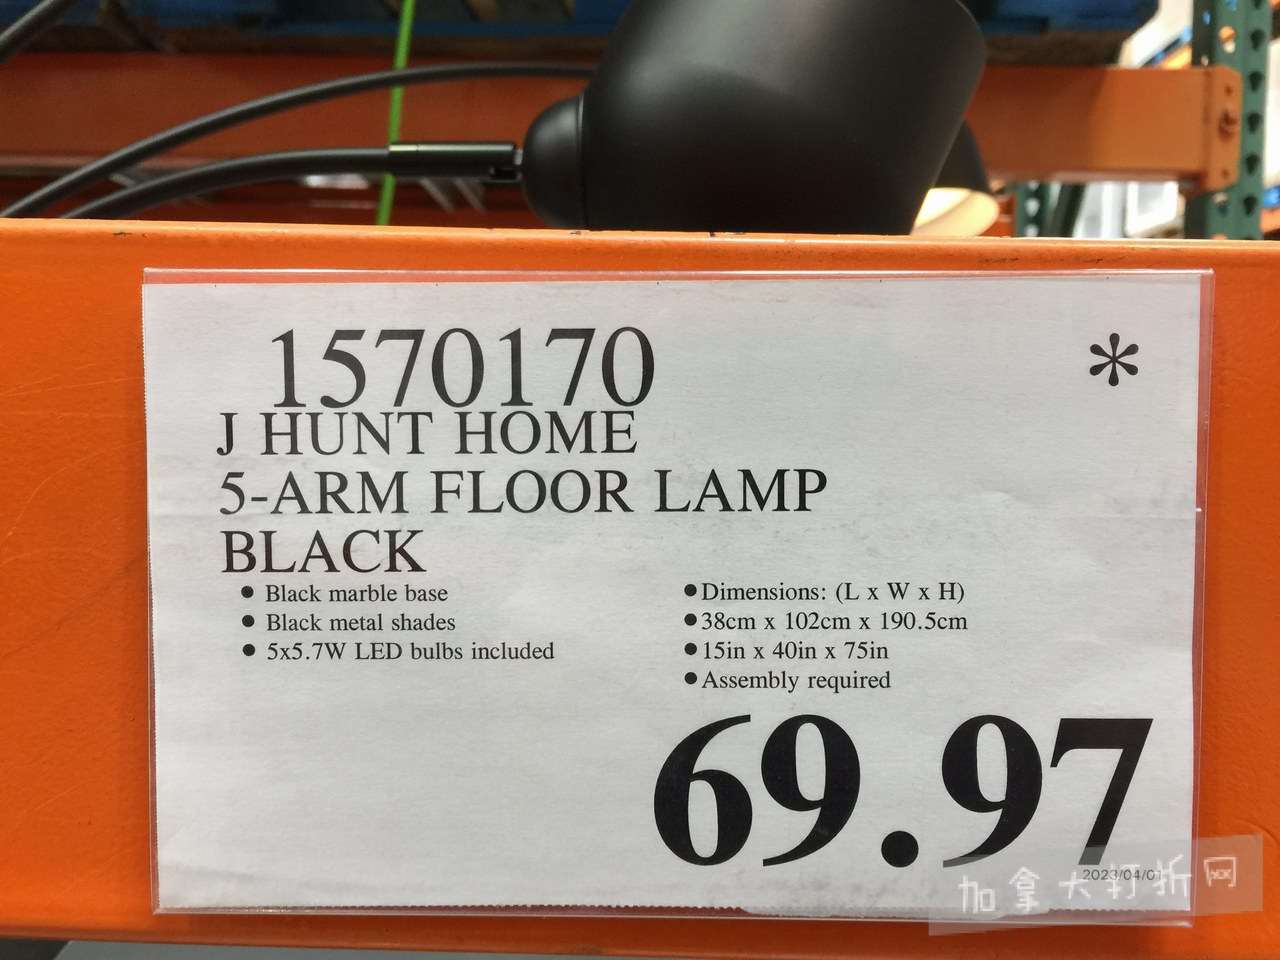 1570170
*
J HUNT HOME
5-ARM FLOOR LAMP
BLACK
● Black marble base
● Black metal shades
● 5x5.7W LED bulbs included
● Dimensions: (L x W x H)
● 38cm x 102cm x 190.5cm
● 15in x 40in x 75in
● Assembly required
69.97
2023/04/01
加拿大打折网